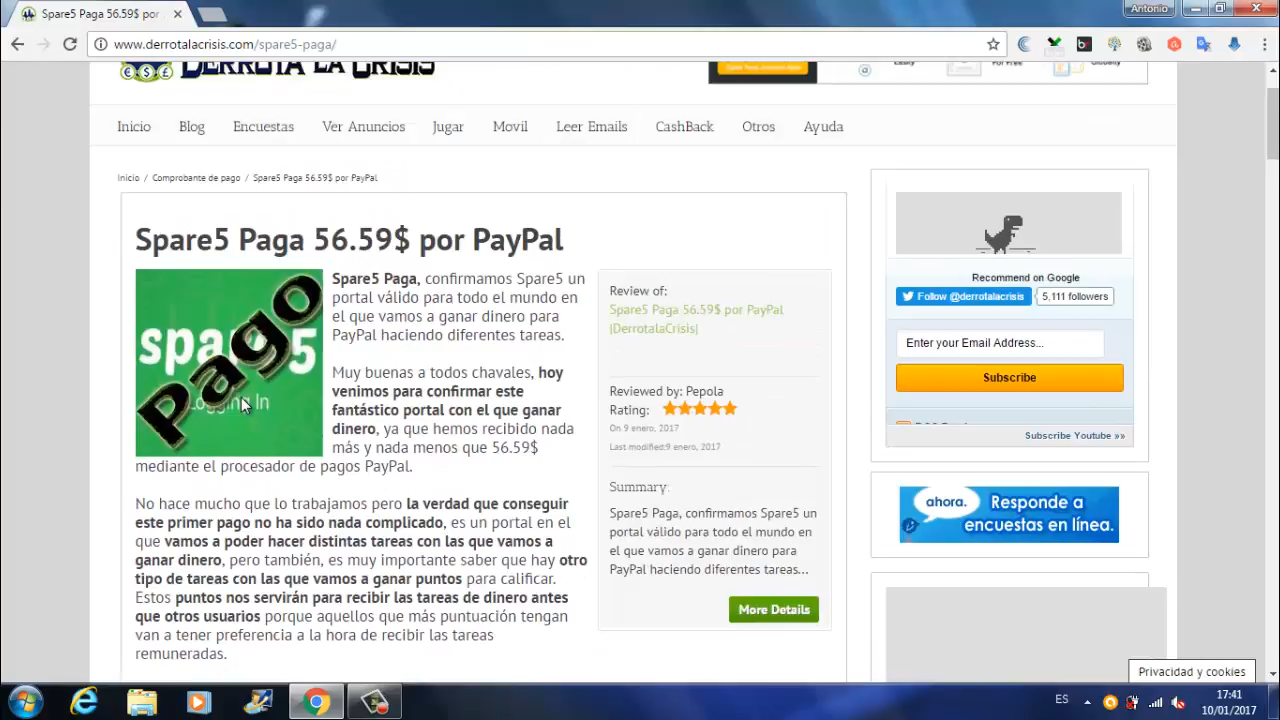 Spare5 Paga 56.59$ por
Antonio
www.derrotalacrisis.com/spare5-paga/
DERROTA LA CRISIS
For Free
Inicio
Blog
Encuestas
Ver Anuncios
Jugar
Movil
Leer Emails
CashBack
Otros
Ayuda
Inicio / Comprobante de pago / Spare5 Paga 56.59$ por PayPal
Spare5 Paga 56.59$ por PayPal
Pago
Logging In
Spare5 Paga, confirmamos Spare5 un
portal válido para todo el mundo en
el que vamos a ganar dinero para
PayPal haciendo diferentes tareas.
Muy buenas a todos chavales, hoy
venimos para confirmar este
fantástico portal con el que ganar
dinero, ya que hemos recibido nada
más y nada menos que 56.59$
mediante el procesador de pagos PayPal.
No hace mucho que lo trabajamos pero la verdad que conseguir
este primer pago no ha sido nada complicado, es un portal en el
que vamos a poder hacer distintas tareas con las que vamos a
ganar dinero, pero también, es muy importante saber que hay otro
tipo de tareas con las que vamos a ganar puntos para calificar.
Estos puntos nos servirán para recibir las tareas de dinero antes
que otros usuarios porque aquellos que más puntuación tengan
van a tener preferencia a la hora de recibir las tareas
remuneradas.
Review of:
Spare5 Paga 56.59$ por PayPal
|DerrotalaCrisis|
Reviewed by: Pepola
Rating:
On 9 enero, 2017
Last modified:9 enero, 2017
Summary:
Spare5 Paga, confirmamos Spare5 un
portal válido para todo el mundo en
el que vamos a ganar dinero para
PayPal haciendo diferentes tareas...
More Details
Recommend on Google
Follow @derrotalacrisis
5,111 followers
Enter your Email Address...
Subscribe
Subscribe Youtube »»
ahora.
Responde a
encuestas en línea.
Privacidad y cookies
ES
17:41
10/01/2017